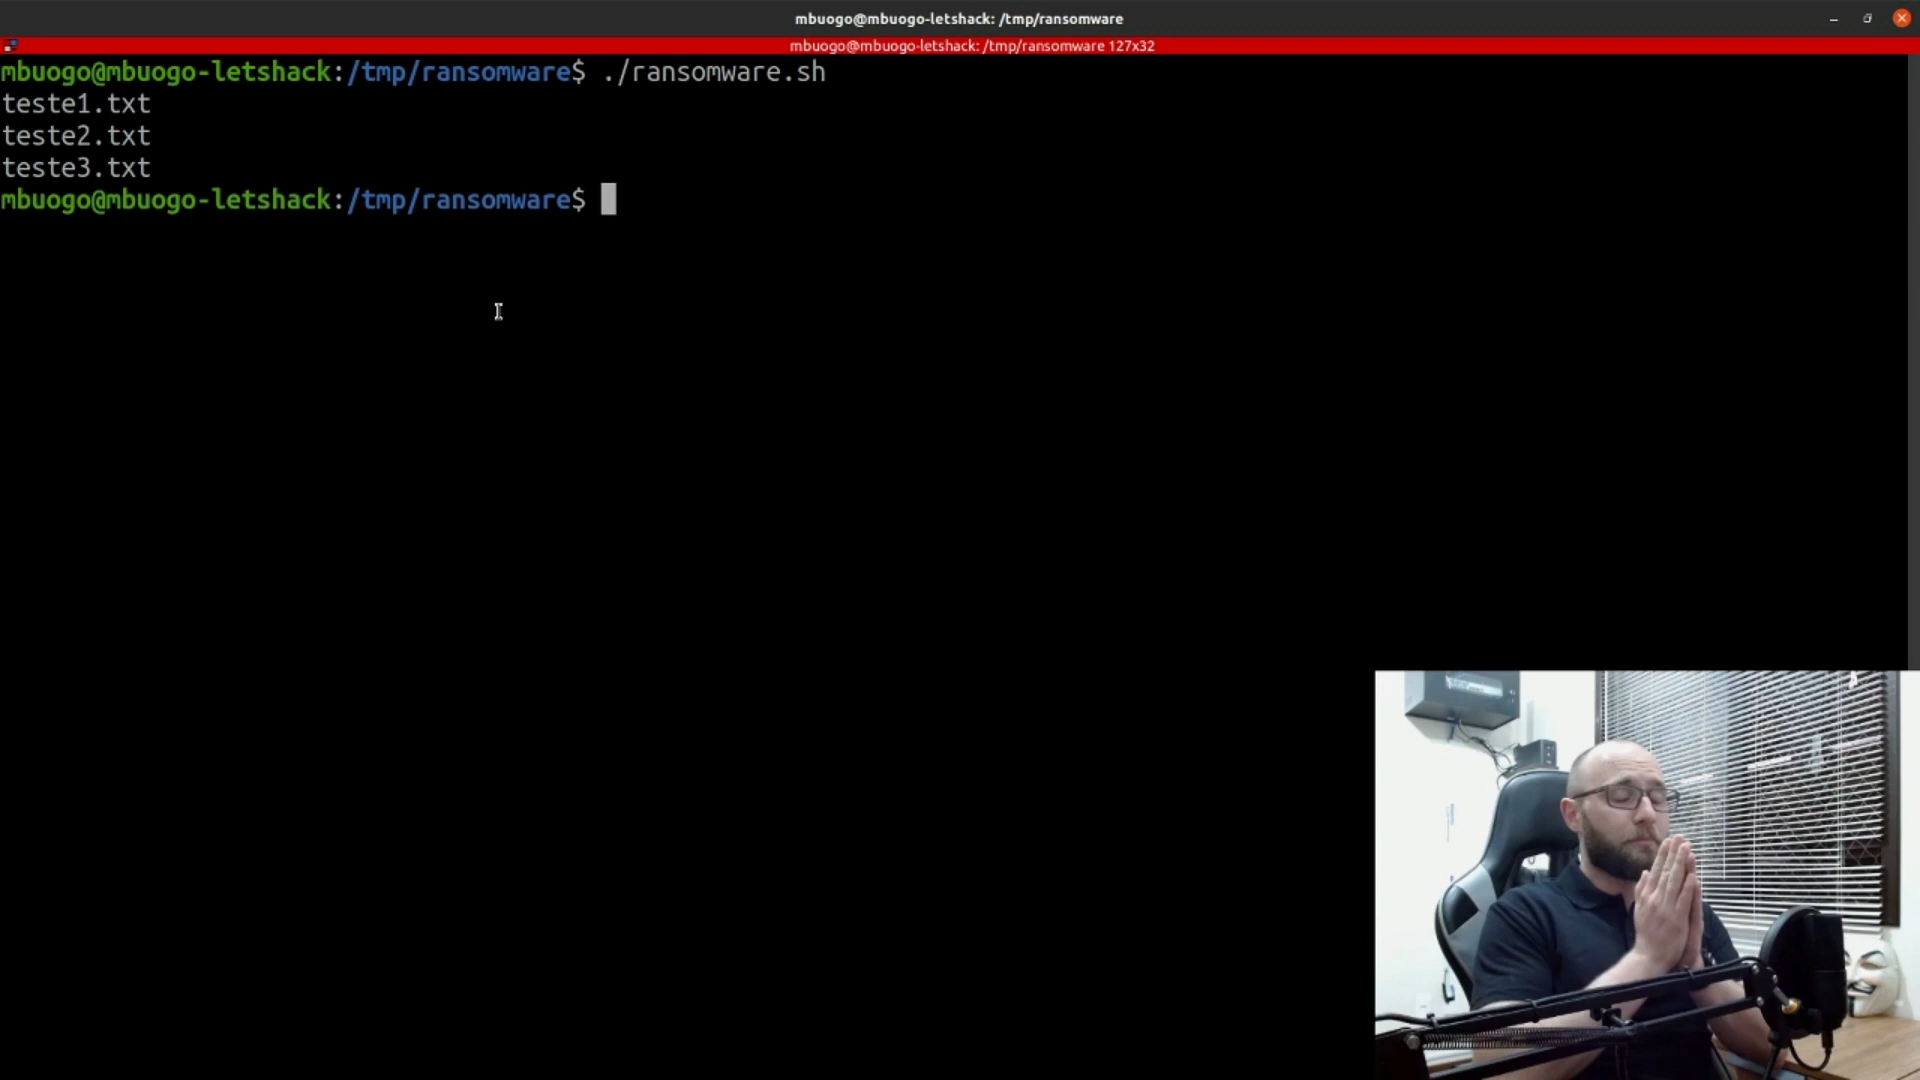 mbuogo@mbuogo-letshack: /tmp/ransomware
mbuogo@mbuogo-letshack: /tmp/ransomware 127x32
mbuogo@mbuogo-letshack:/tmp/ransomware$ ./ransomware.sh
teste1.txt
teste2.txt
teste3.txt
mbuogo@mbuogo-letshack:/tmp/ransomware$